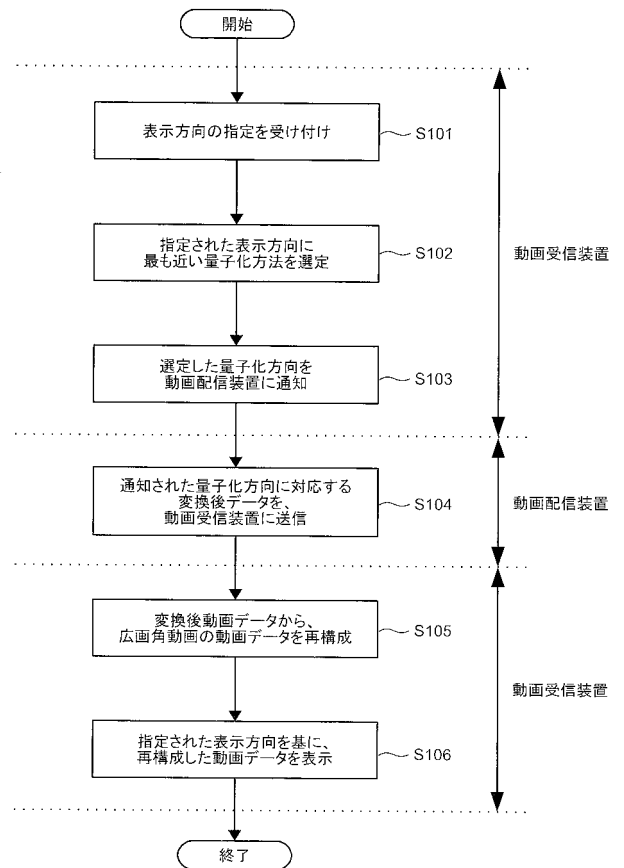 開始
表示方向の指定を受け付け
S101
指定された表示方向に
最も近い量子化方法を選定
S102
動画受信装置
選定した量子化方向を
動画配信装置に通知
S103
通知された量子化方向に対応する
変換後データを、
動画受信装置に送信
S104
動画配信装置
変換後動画データから、
広画角動画の動画データを再構成
S105
動画受信装置
指定された表示方向を基に、
再構成した動画データを表示
S106
終了